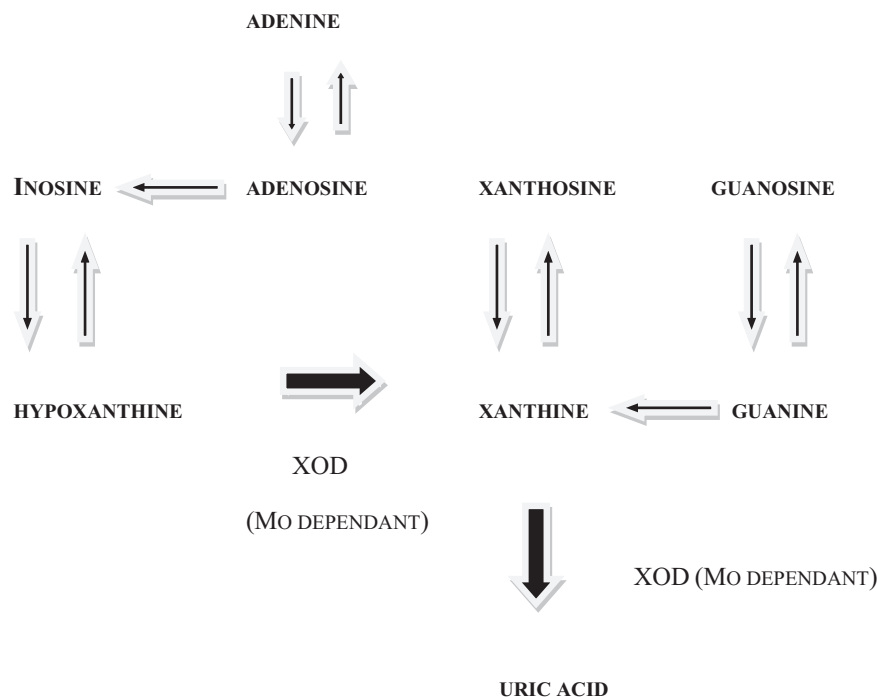 ADENINE
INOSINE ADENOSINE XANTHOSINE GUANOSINE
HYPOXANTHINE XANTHINE GUANINE
XOD
(MO DEPENDANT)
XOD (MO DEPENDANT)
URIC ACID